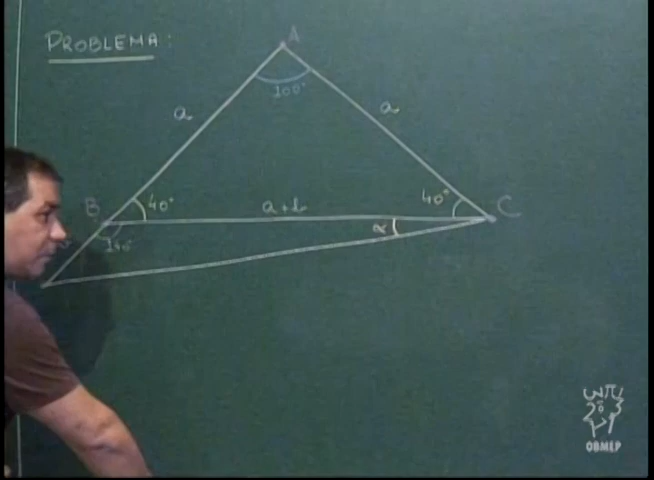 PROBLEMA:
A
100°
a
a
B
40°
a+b
40°
C
140°
α
OBMEP